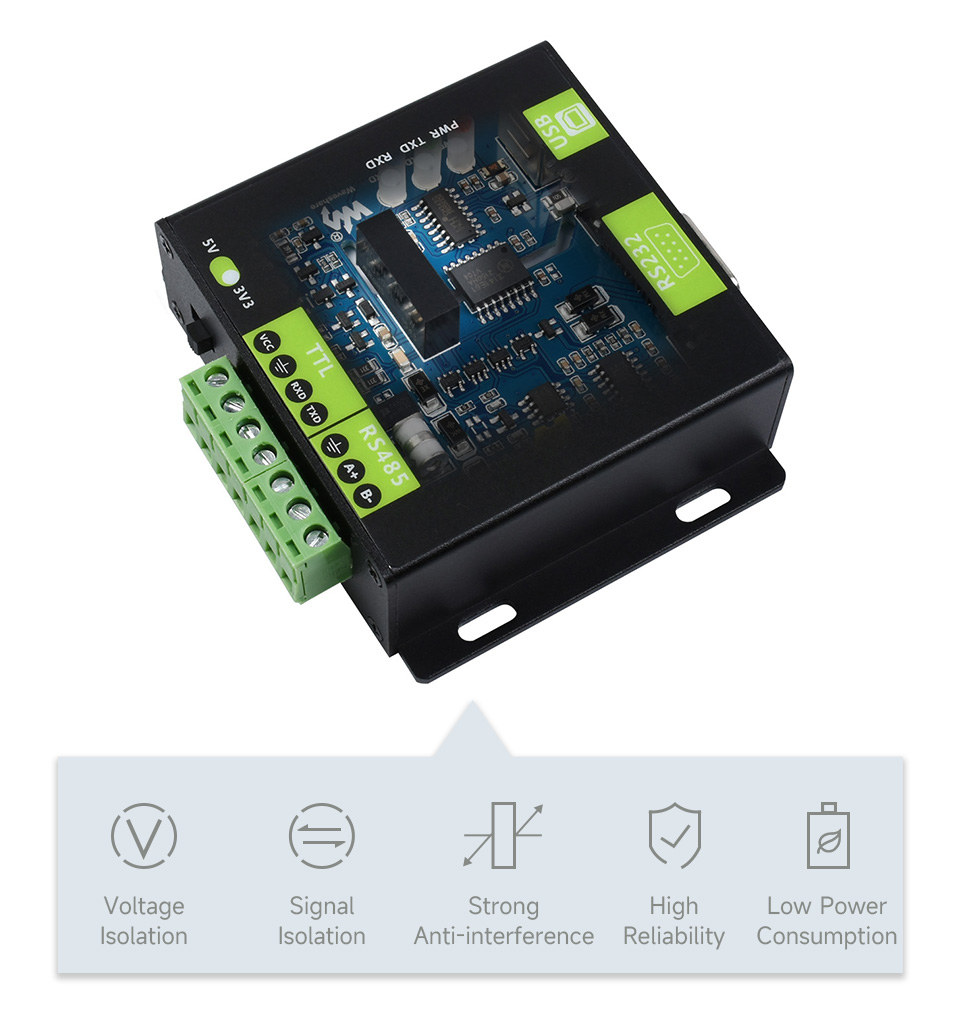 USB
PWR
TXD
RXD
RS232
Waveshare
®
5V
3V3
TTL
VCC
RXD
TXD
RS485
A+
B-
Voltage
Isolation
Signal
Isolation
Strong
Anti-interference
High
Reliability
Low Power
Consumption